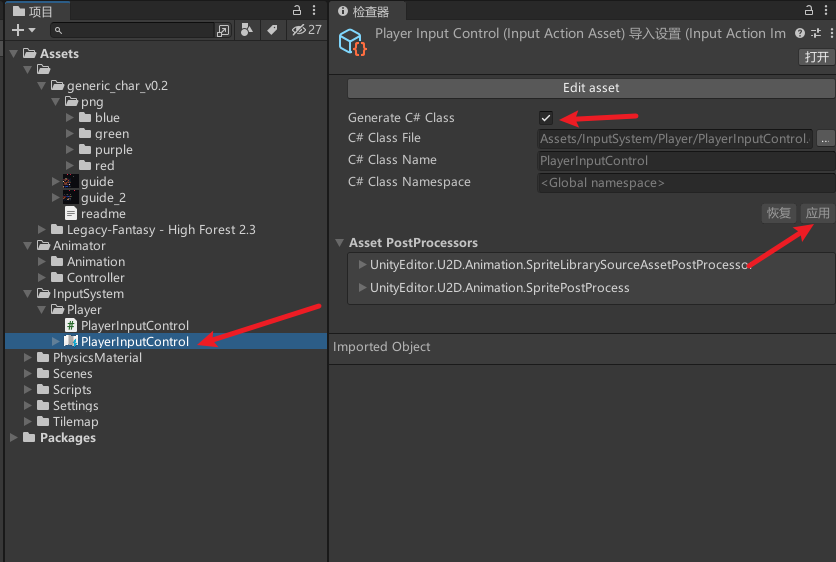 项目
27
Assets
generic_char_v0.2
png
blue
green
purple
red
guide
guide_2
readme
Legacy-Fantasy - High Forest 2.3
Animator
Animation
Controller
InputSystem
Player
# PlayerInputControl
PlayerInputControl
PhysicsMaterial
Scenes
Scripts
Settings
Tilemap
Packages
检查器
Player Input Control (Input Action Asset) 导入设置 (Input Action Im
打开
Edit asset
Generate C# Class
C# Class File Assets/InputSystem/Player/PlayerInputControl. ...
C# Class Name PlayerInputControl
C# Class Namespace <Global namespace>
恢复 应用
Asset PostProcessors
UnityEditor.U2D.Animation.SpriteLibrarySourceAssetPostProcessor
UnityEditor.U2D.Animation.SpritePostProcess
Imported Object